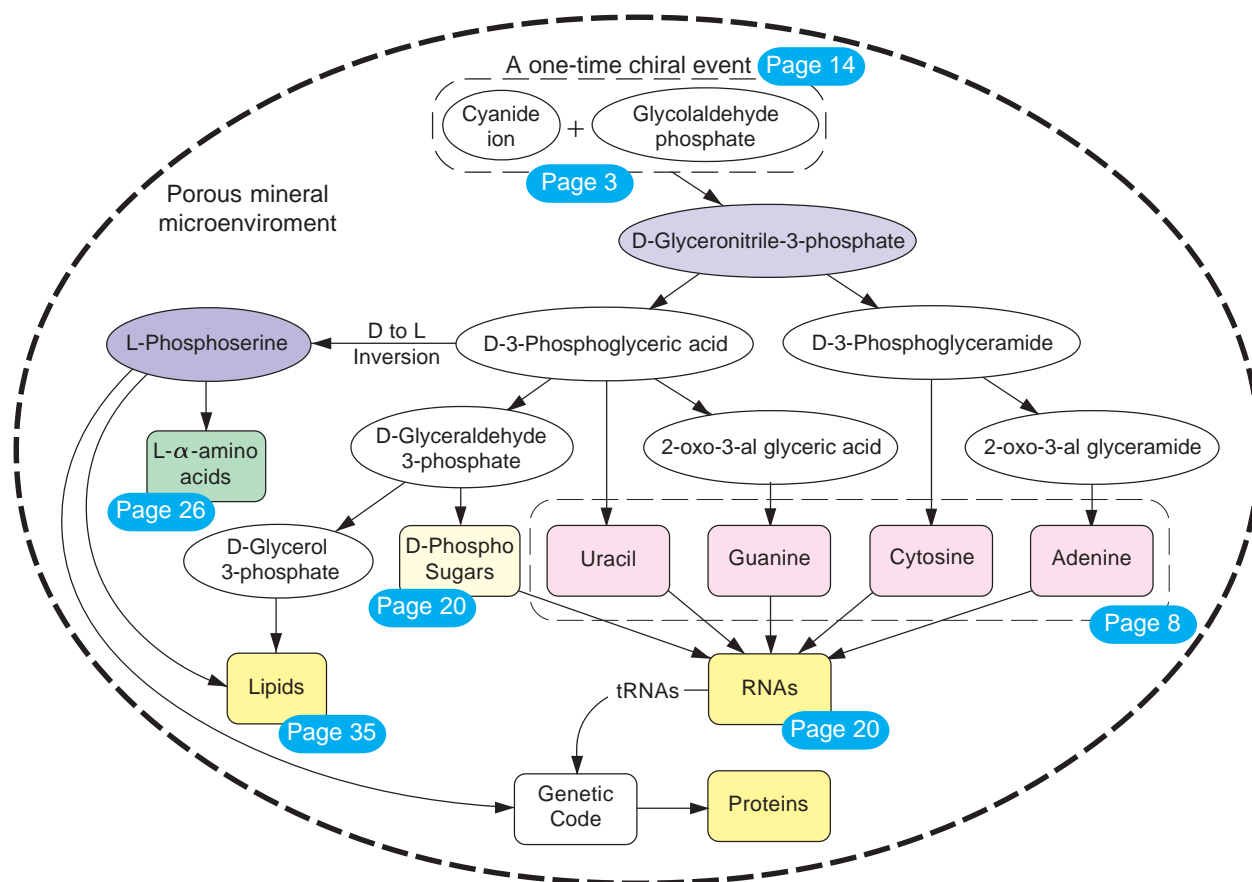 A one-time chiral event
Page 14
Cyanide
ion
+
Glycolaldehyde
phosphate
Page 3
Porous mineral
microenviroment
D-Glyceronitrile-3-phosphate
L-Phosphoserine
D to L
Inversion
D-3-Phosphoglyceric acid
D-3-Phosphoglyceramide
L-α-amino
acids
Page 26
D-Glyceraldehyde
3-phosphate
2-oxo-3-al glyceric acid
2-oxo-3-al glyceramide
D-Glycerol
3-phosphate
D-Phospho
Sugars
Page 20
Uracil
Guanine
Cytosine
Adenine
Page 8
Lipids
Page 35
tRNAs
RNAs
Page 20
Genetic
Code
Proteins